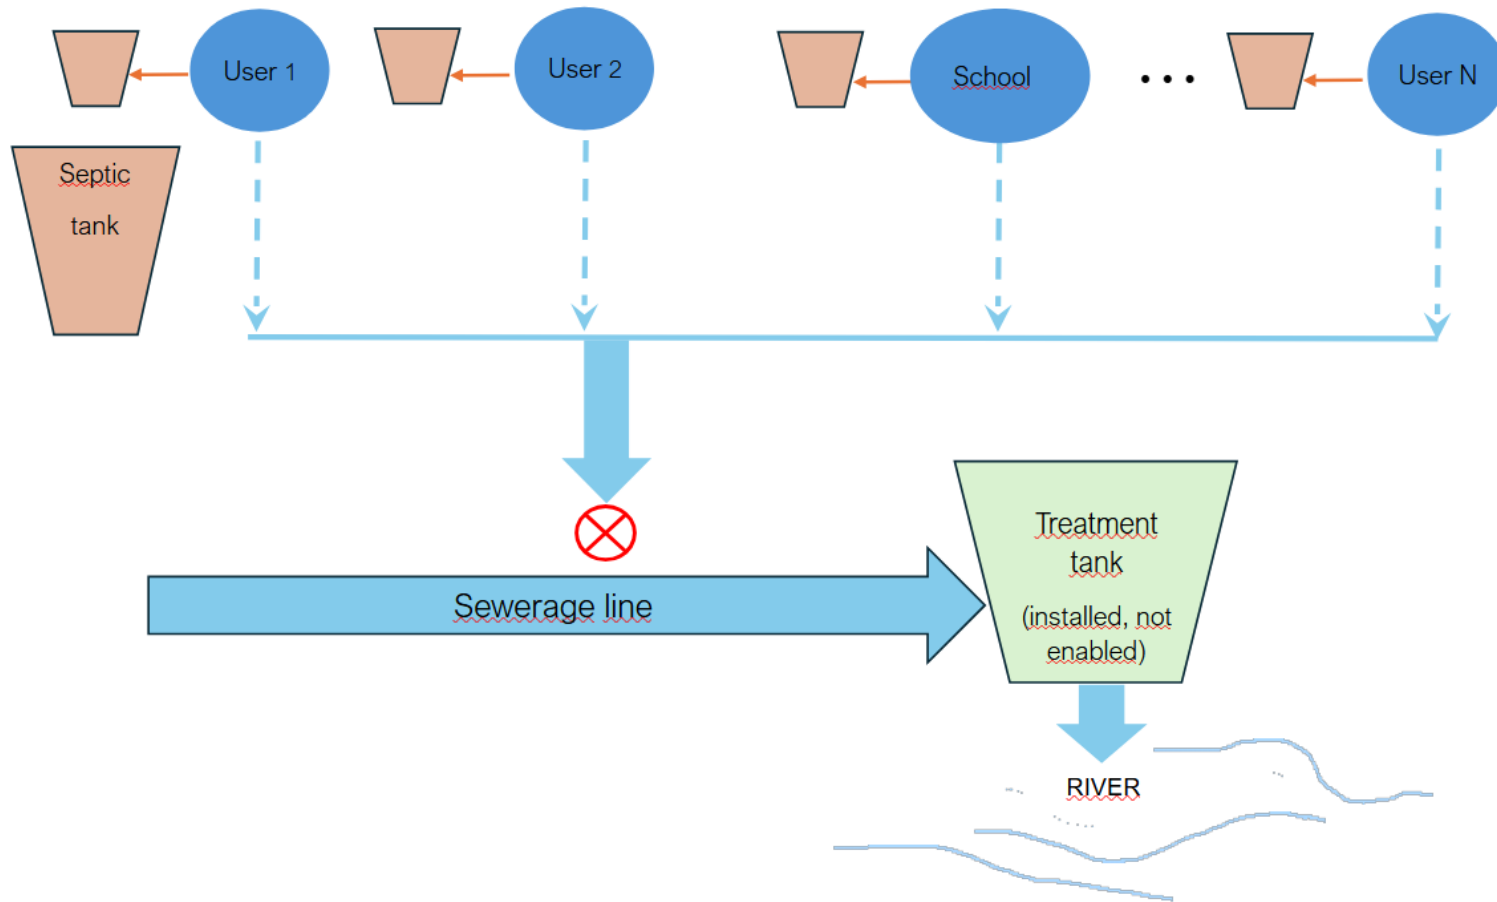 User 1
User 2
School
...
User N
Septic
tank
Sewerage line
Treatment
tank
(installed, not
enabled)
RIVER